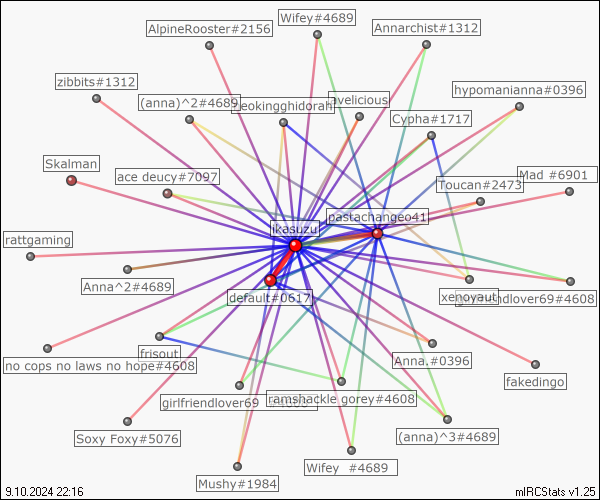 Wifey#4689
AlpineRooster#2156
Annarchist#1312
zibbits#1312
hypomanianna#0396
(anna)^2#4689
leokingghidorah
avelicious
Cypha#1717
Skalman
ace deucy#7097
Mad #6901
Toucan#2473
pastachangeo41
ikasuzu
rattgaming
Anna^2#4689
default#0617
xenoyaut
girlfriendlover69#4608
frisout
no cops no laws no hope#4608
Anna.#0396
fakedingo
girlfriendlover69
ramshackle gorey#4608
Soxy Foxy#5076
(anna)^3#4689
Wifey #4689
Mushy#1984
9.10.2024 22:16
mIRCStats v1.25